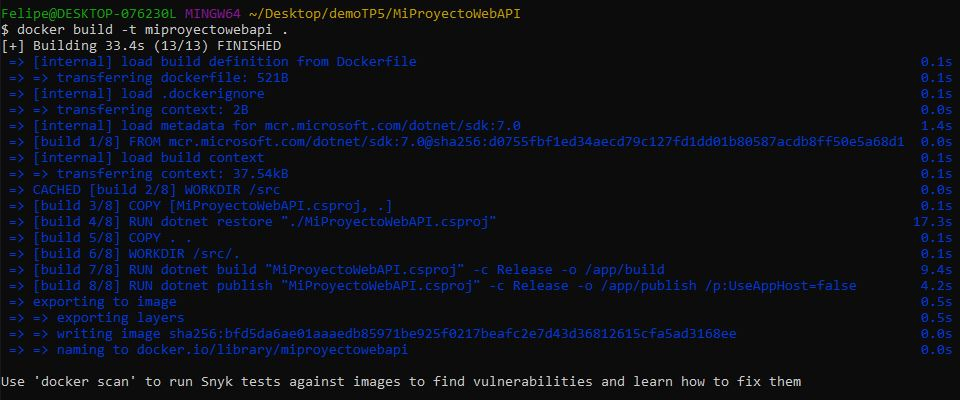 Felipe@DESKTOP-076230L MINGW64 ~/Desktop/demoTP5/MiProyectoWebAPI
$ docker build -t miproyectowebapi .
[+] Building 33.4s (13/13) FINISHED
=> [internal] load build definition from Dockerfile 0.1s
=> => transferring dockerfile: 521B 0.1s
=> [internal] load .dockerignore 0.1s
=> => transferring context: 2B 0.0s
=> [internal] load metadata for mcr.microsoft.com/dotnet/sdk:7.0 1.4s
=> [build 1/8] FROM mcr.microsoft.com/dotnet/sdk:7.0@sha256:d0755fbf1ed34aecd79c127fd1dd01b80587acdb8ff50e5a68d1 0.0s
=> [internal] load build context 0.1s
=> => transferring context: 37.54kB 0.1s
=> CACHED [build 2/8] WORKDIR /src 0.0s
=> [build 3/8] COPY [MiProyectoWebAPI.csproj, .] 0.1s
=> [build 4/8] RUN dotnet restore "./MiProyectoWebAPI.csproj" 17.3s
=> [build 5/8] COPY . . 0.1s
=> [build 6/8] WORKDIR /src/. 0.1s
=> [build 7/8] RUN dotnet build "MiProyectoWebAPI.csproj" -c Release -o /app/build 9.4s
=> [build 8/8] RUN dotnet publish "MiProyectoWebAPI.csproj" -c Release -o /app/publish /p:UseAppHost=false 4.2s
=> exporting to image 0.5s
=> => exporting layers 0.5s
=> => writing image sha256:bfd5da6ae01aaaedb85971be925f0217beafc2e7d43d36812615cfa5ad3168ee 0.0s
=> => naming to docker.io/library/miproyectowebapi 0.0s
Use 'docker scan' to run Snyk tests against images to find vulnerabilities and learn how to fix them